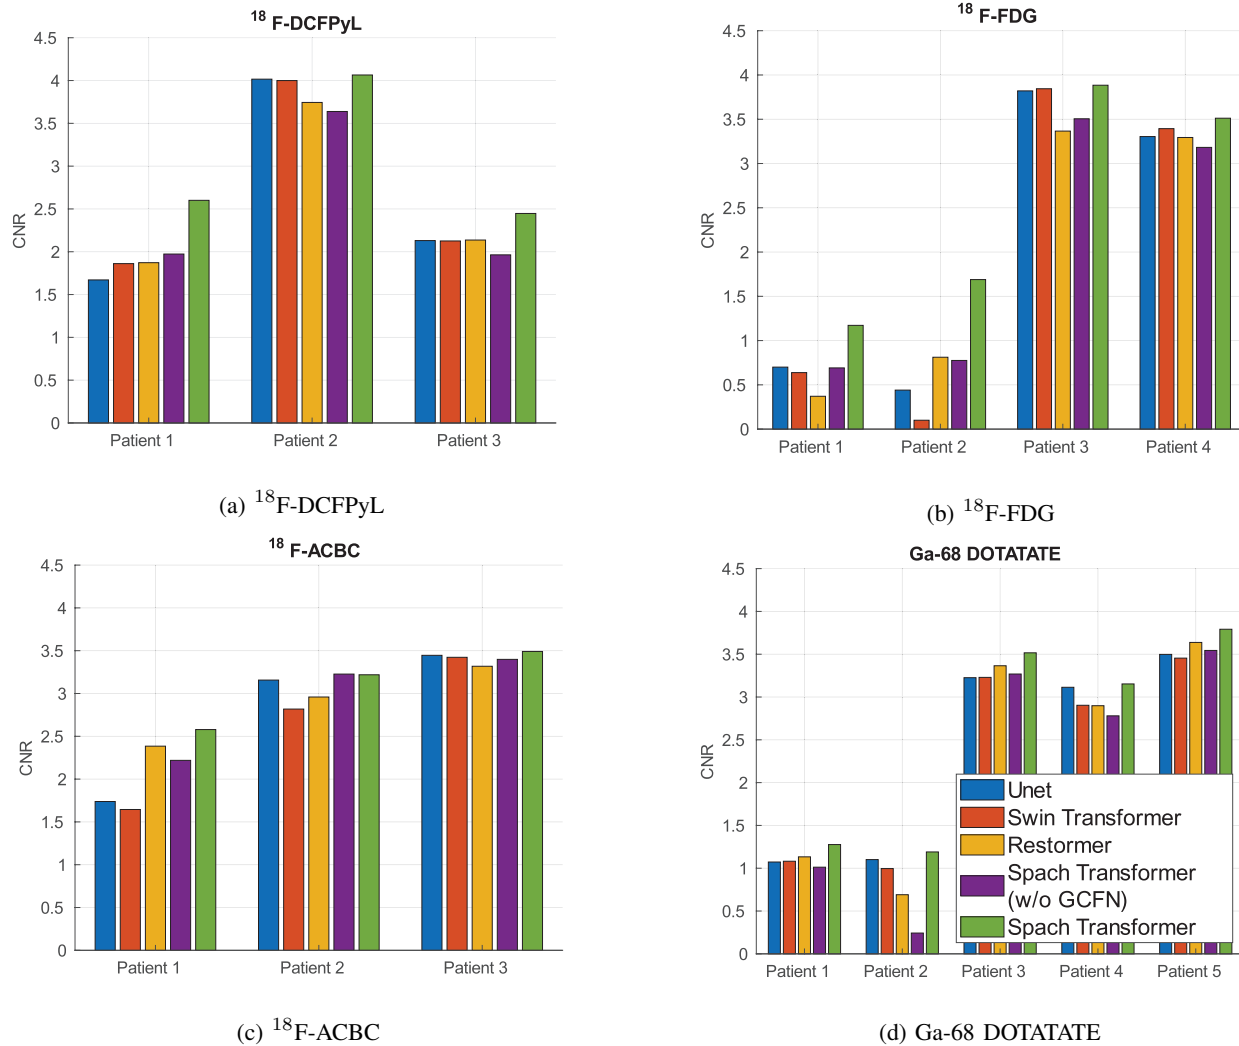 18 F-DCFPyL
4.5
4
3.5
3
2.5
2
1.5
1
0.5
0
CNR
Patient 1 Patient 2 Patient 3
(a) 18F-DCFPyL
18 F-FDG
4.5
4
3.5
3
2.5
2
1.5
1
0.5
0
CNR
Patient 1 Patient 2 Patient 3 Patient 4
(b) 18F-FDG
18 F-ACBC
4.5
4
3.5
3
2.5
2
1.5
1
0.5
0
CNR
Patient 1 Patient 2 Patient 3
(c) 18F-ACBC
Ga-68 DOTATATE
4.5
4
3.5
3
2.5
2
1.5
1
0.5
0
CNR
Unet
Swin Transformer
Restormer
Spach Transformer
(w/o GCFN)
Spach Transformer
Patient 1 Patient 2 Patient 3 Patient 4 Patient 5
(d) Ga-68 DOTATATE